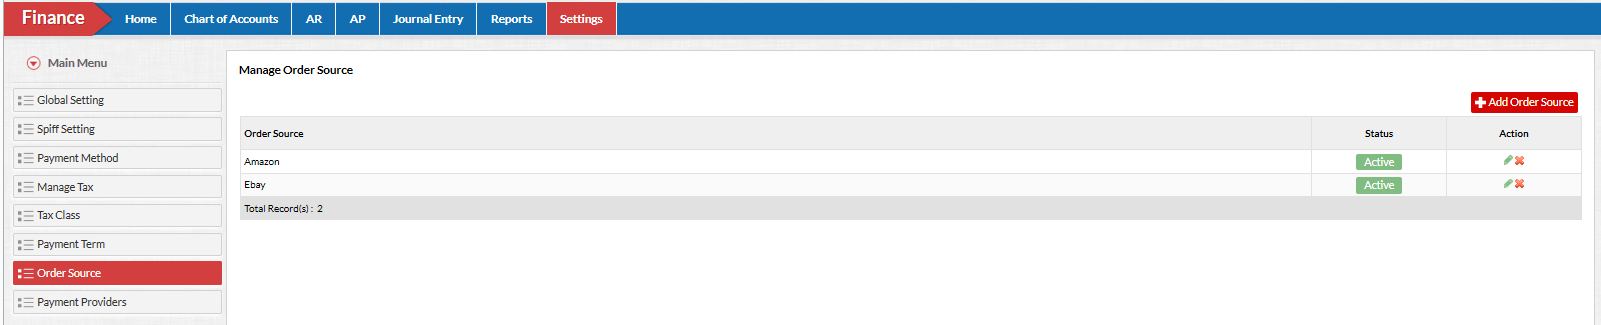 Finance Home Chart of Accounts AR AP Journal Entry Reports Settings
Main Menu
Global Setting
Spiff Setting
Payment Method
Manage Tax
Tax Class
Payment Term
Order Source
Payment Providers
Manage Order Source
Add Order Source
Order Source Status Action
Amazon Active
Ebay Active
Total Record(s) : 2